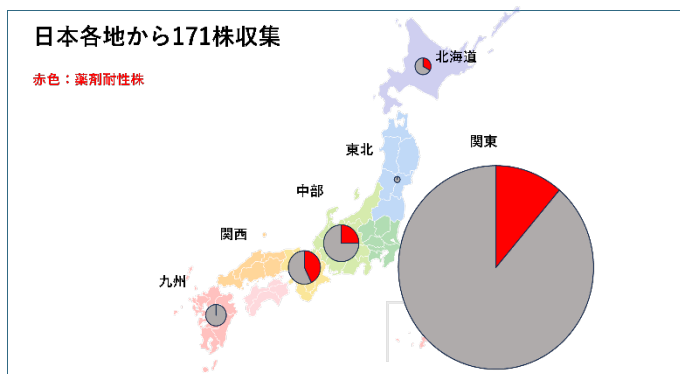 日本各地から171株収集
赤色：薬剤耐性株
北海道
東北
関東
中部
関西
九州